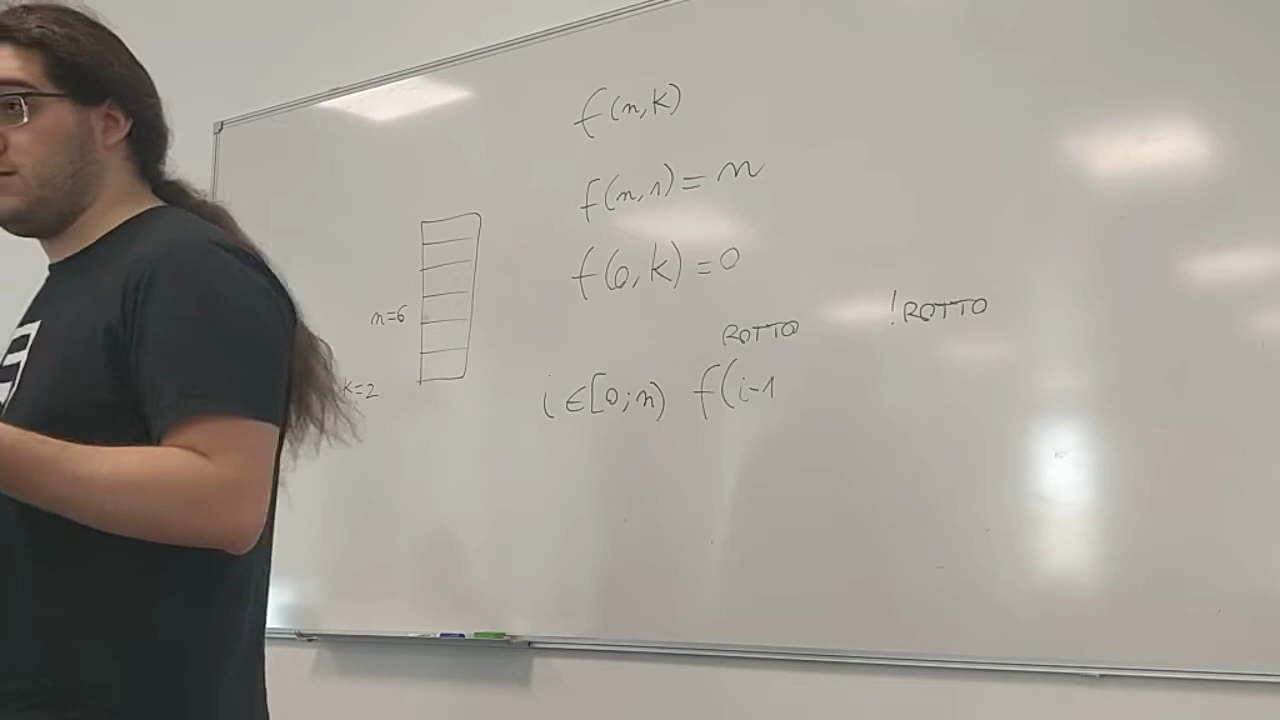 f(n,k)
f(n,1)=n
f(0,k)=0
n=6
ROTTO !ROTTO
k=2
i∈[0;n) f(i-1